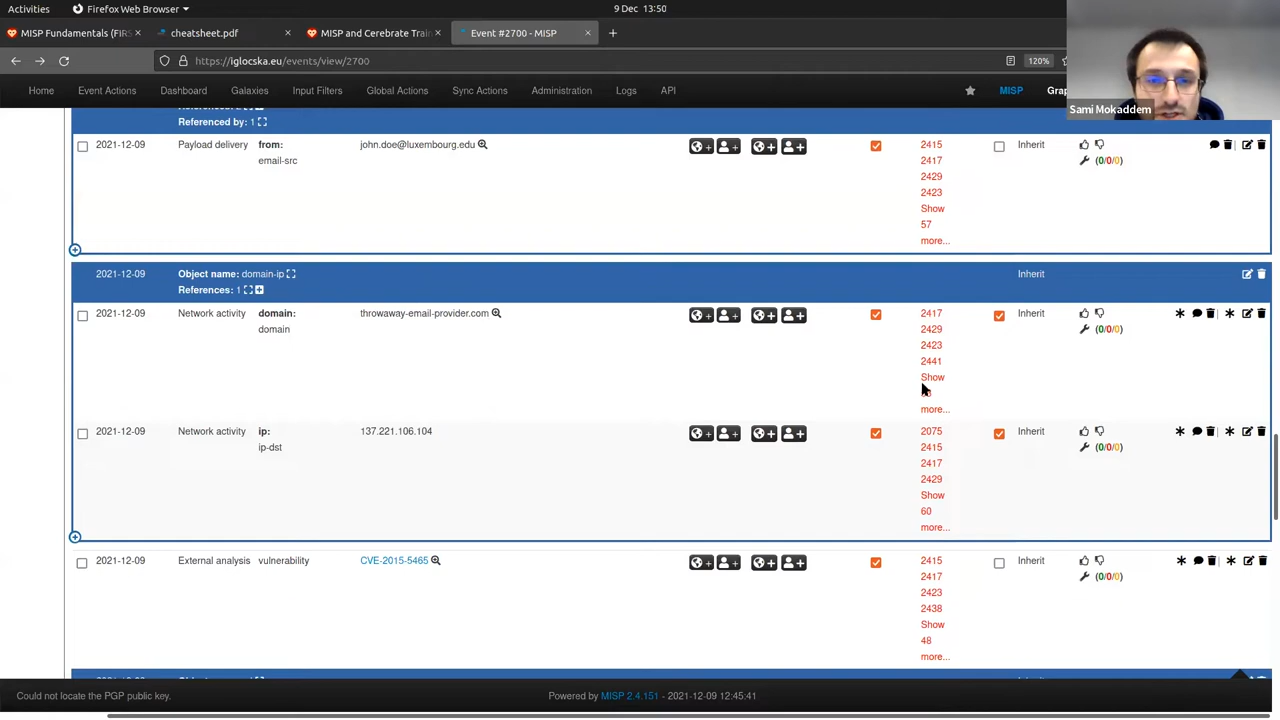 Activities
Firefox Web Browser
9 Dec 13:50
MISP Fundamentals (FIRS
cheatsheet.pdf
MISP and Cerebrate Train
Event #2700 - MISP
https://iglocska.eu/events/view/2700
120%
Home Event Actions Dashboard Galaxies Input Filters Global Actions Sync Actions Administration Logs API
MISP
Sami Mokaddem
Referenced by: 1
2021-12-09 Payload delivery from: john.doe@luxembourg.edu 2415 Inherit
email-src 2417 (0/0/0)
2429
2423
Show
57
more...
2021-12-09 Object name: domain-ip Inherit
References: 1
2021-12-09 Network activity domain: throwaway-email-provider.com 2417 Inherit
domain 2429 (0/0/0)
2423
2441
Show
more...
2021-12-09 Network activity ip: 137.221.106.104 2075 Inherit
ip-dst 2415 (0/0/0)
2417
2429
Show
60
more...
2021-12-09 External analysis vulnerability CVE-2015-5465 2415 Inherit
2417 (0/0/0)
2423
2438
Show
48
more...
Could not locate the PGP public key.
Powered by MISP 2.4.151 - 2021-12-09 12:45:41